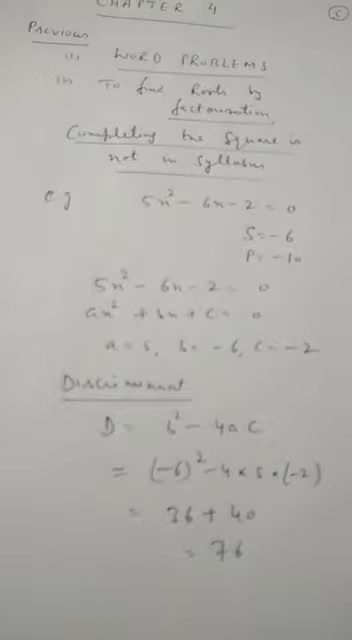 CHAPTER 4
5
Previous
(i) WORD PROBLEMS
(ii) To find Roots by
factorisation
Completing the Square is
not in syllabus
e.g 5x² - 6x - 2 = 0
S = -6
P = -10
5x² - 6x - 2 = 0
ax² + bx + c = 0
a = 5, b = -6, c = -2
Discriminant
D = b² - 4ac
= (-6)² - 4 × 5 × (-2)
= 36 + 40
= 76